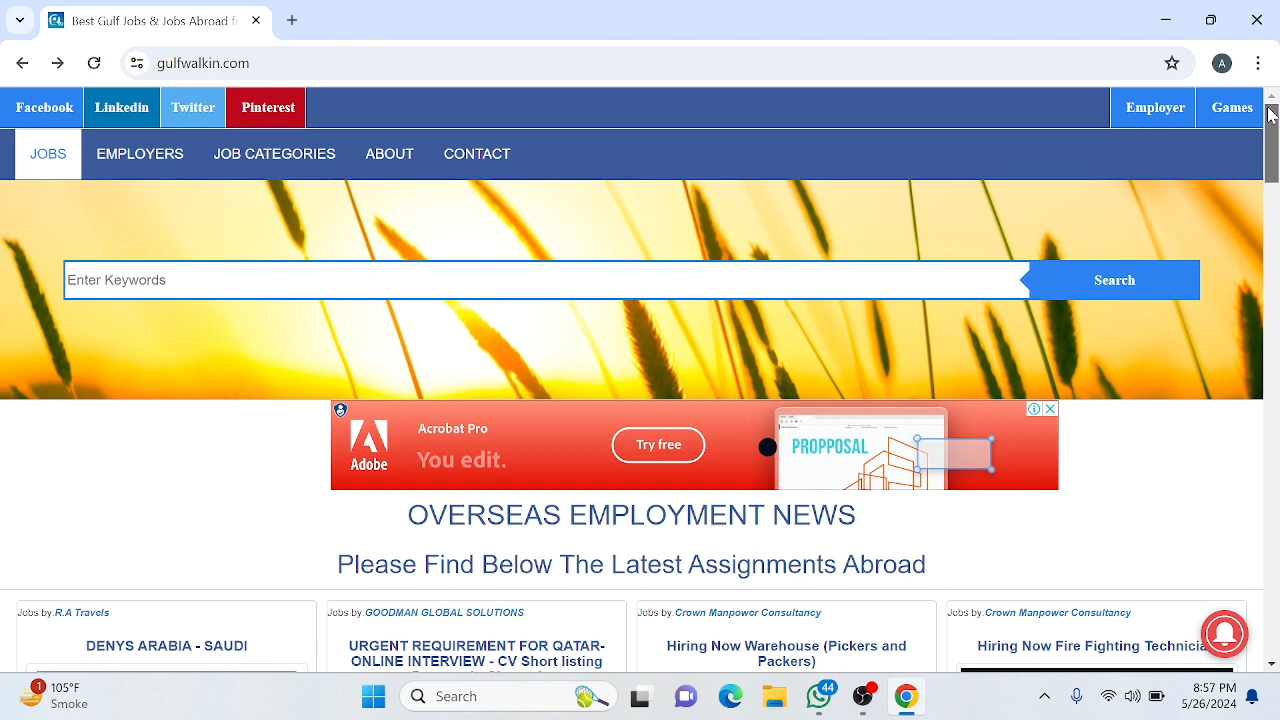 Best Gulf Jobs & Jobs Abroad f
gulfwalkin.com
A
Facebook
Linkedin
Twitter
Pinterest
Employer
Games
JOBS
EMPLOYERS
JOB CATEGORIES
ABOUT
CONTACT
Enter Keywords
Search
Adobe
Acrobat Pro
You edit.
Try free
PROPPOSAL
OVERSEAS EMPLOYMENT NEWS
Please Find Below The Latest Assignments Abroad
Jobs by.R.A Travels
DENYS ARABIA - SAUDI
Jobs by.GOODMAN GLOBAL SOLUTIONS
URGENT REQUIREMENT FOR QATAR-
ONLINE INTERVIEW - CV Short listing
Jobs by.Crown Manpower Consultancy
Hiring Now Warehouse (Pickers and
Packers)
Jobs by.Crown Manpower Consultancy
Hiring Now Fire Fighting Technicia
1
105°F
Smoke
Search
44
8:57 PM
5/26/2024